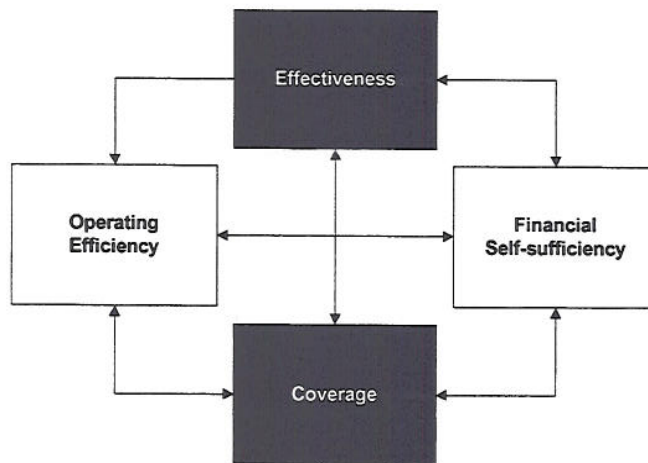 Effectiveness
Operating
Efficiency
Financial
Self-sufficiency
Coverage